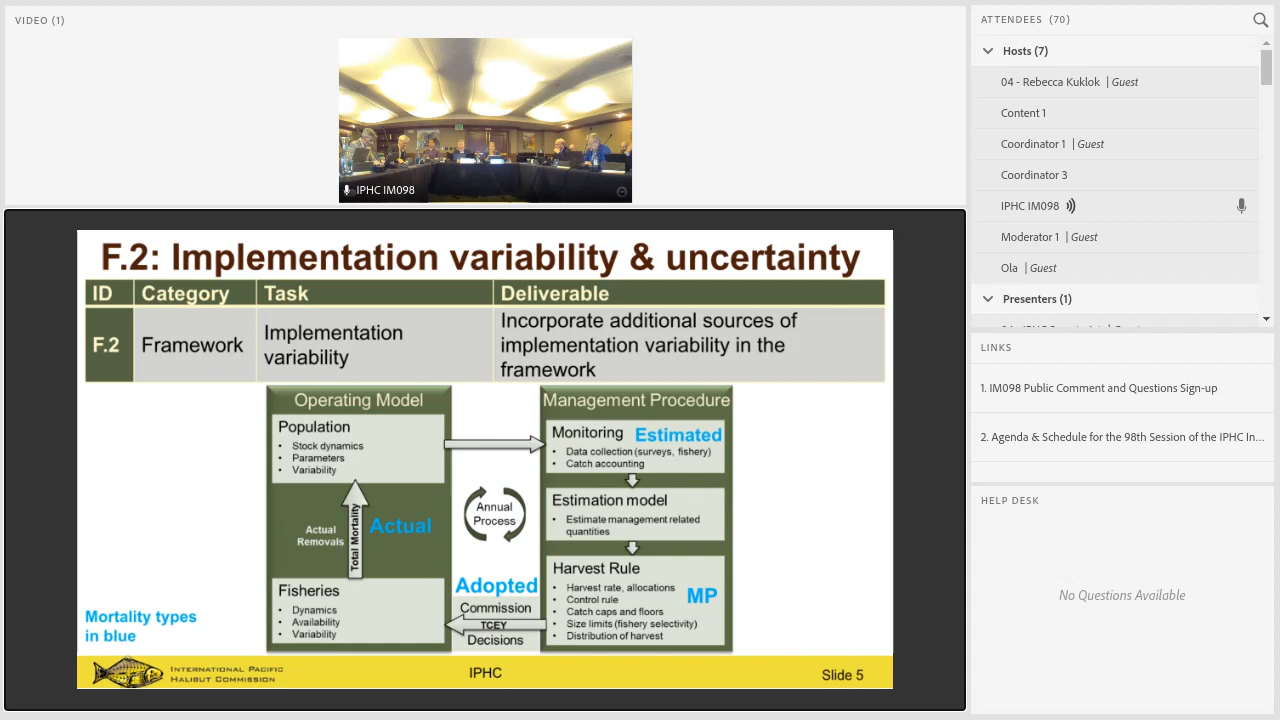 VIDEO (1)
IPHC IM098
F.2: Implementation variability & uncertainty
ID Category Task Deliverable
F.2 Framework Implementation variability Incorporate additional sources of implementation variability in the framework
Operating Model
Population
• Stock dynamics
• Parameters
• Variability
Actual Removals
Total Mortality
Actual
Fisheries
• Dynamics
• Availability
• Variability
Annual Process
Adopted
Commission
TCEY
Decisions
Management Procedure
Monitoring Estimated
• Data collection (surveys, fishery)
• Catch accounting
Estimation model
• Estimate management related quantities
Harvest Rule
• Harvest rate, allocations
• Control rule
• Catch caps and floors
• Size limits (fishery selectivity)
• Distribution of harvest
MP
Mortality types
in blue
INTERNATIONAL PACIFIC
HALIBUT COMMISSION
IPHC
Slide 5
ATTENDEES (70)
Hosts (7)
04 - Rebecca Kuklok | Guest
Content 1
Coordinator 1 | Guest
Coordinator 3
IPHC IM098
Moderator 1 | Guest
Ola | Guest
Presenters (1)
LINKS
1. IM098 Public Comment and Questions Sign-up
2. Agenda & Schedule for the 98th Session of the IPHC In...
HELP DESK
No Questions Available